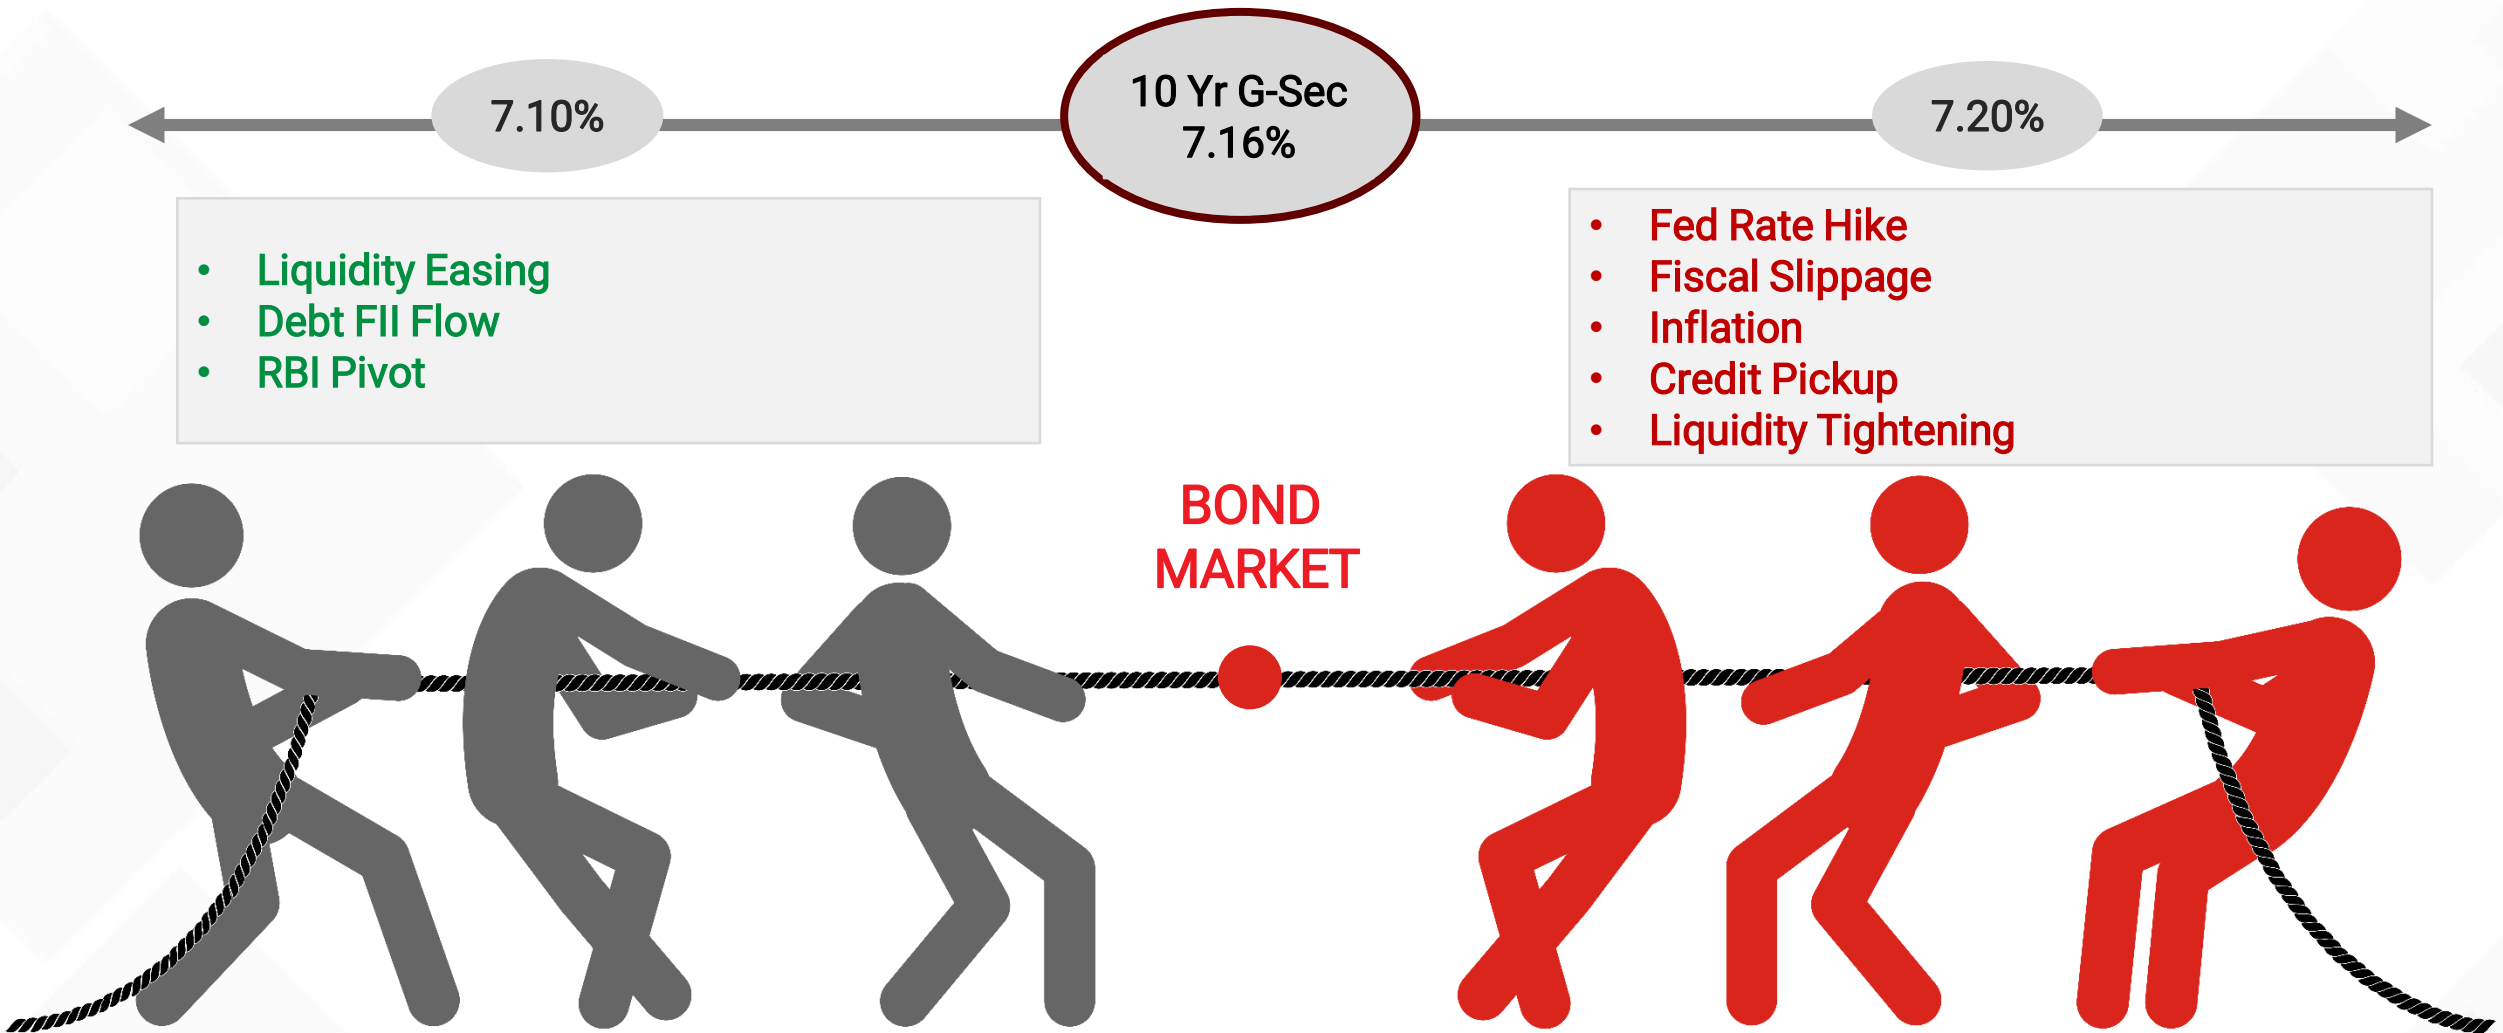 7.10%
10 Yr G-Sec
7.16%
7.20%
• Liquidity Easing
• Debt FII Flow
• RBI Pivot
• Fed Rate Hike
• Fiscal Slippage
• Inflation
• Credit Pickup
• Liquidity Tightening
BOND
MARKET